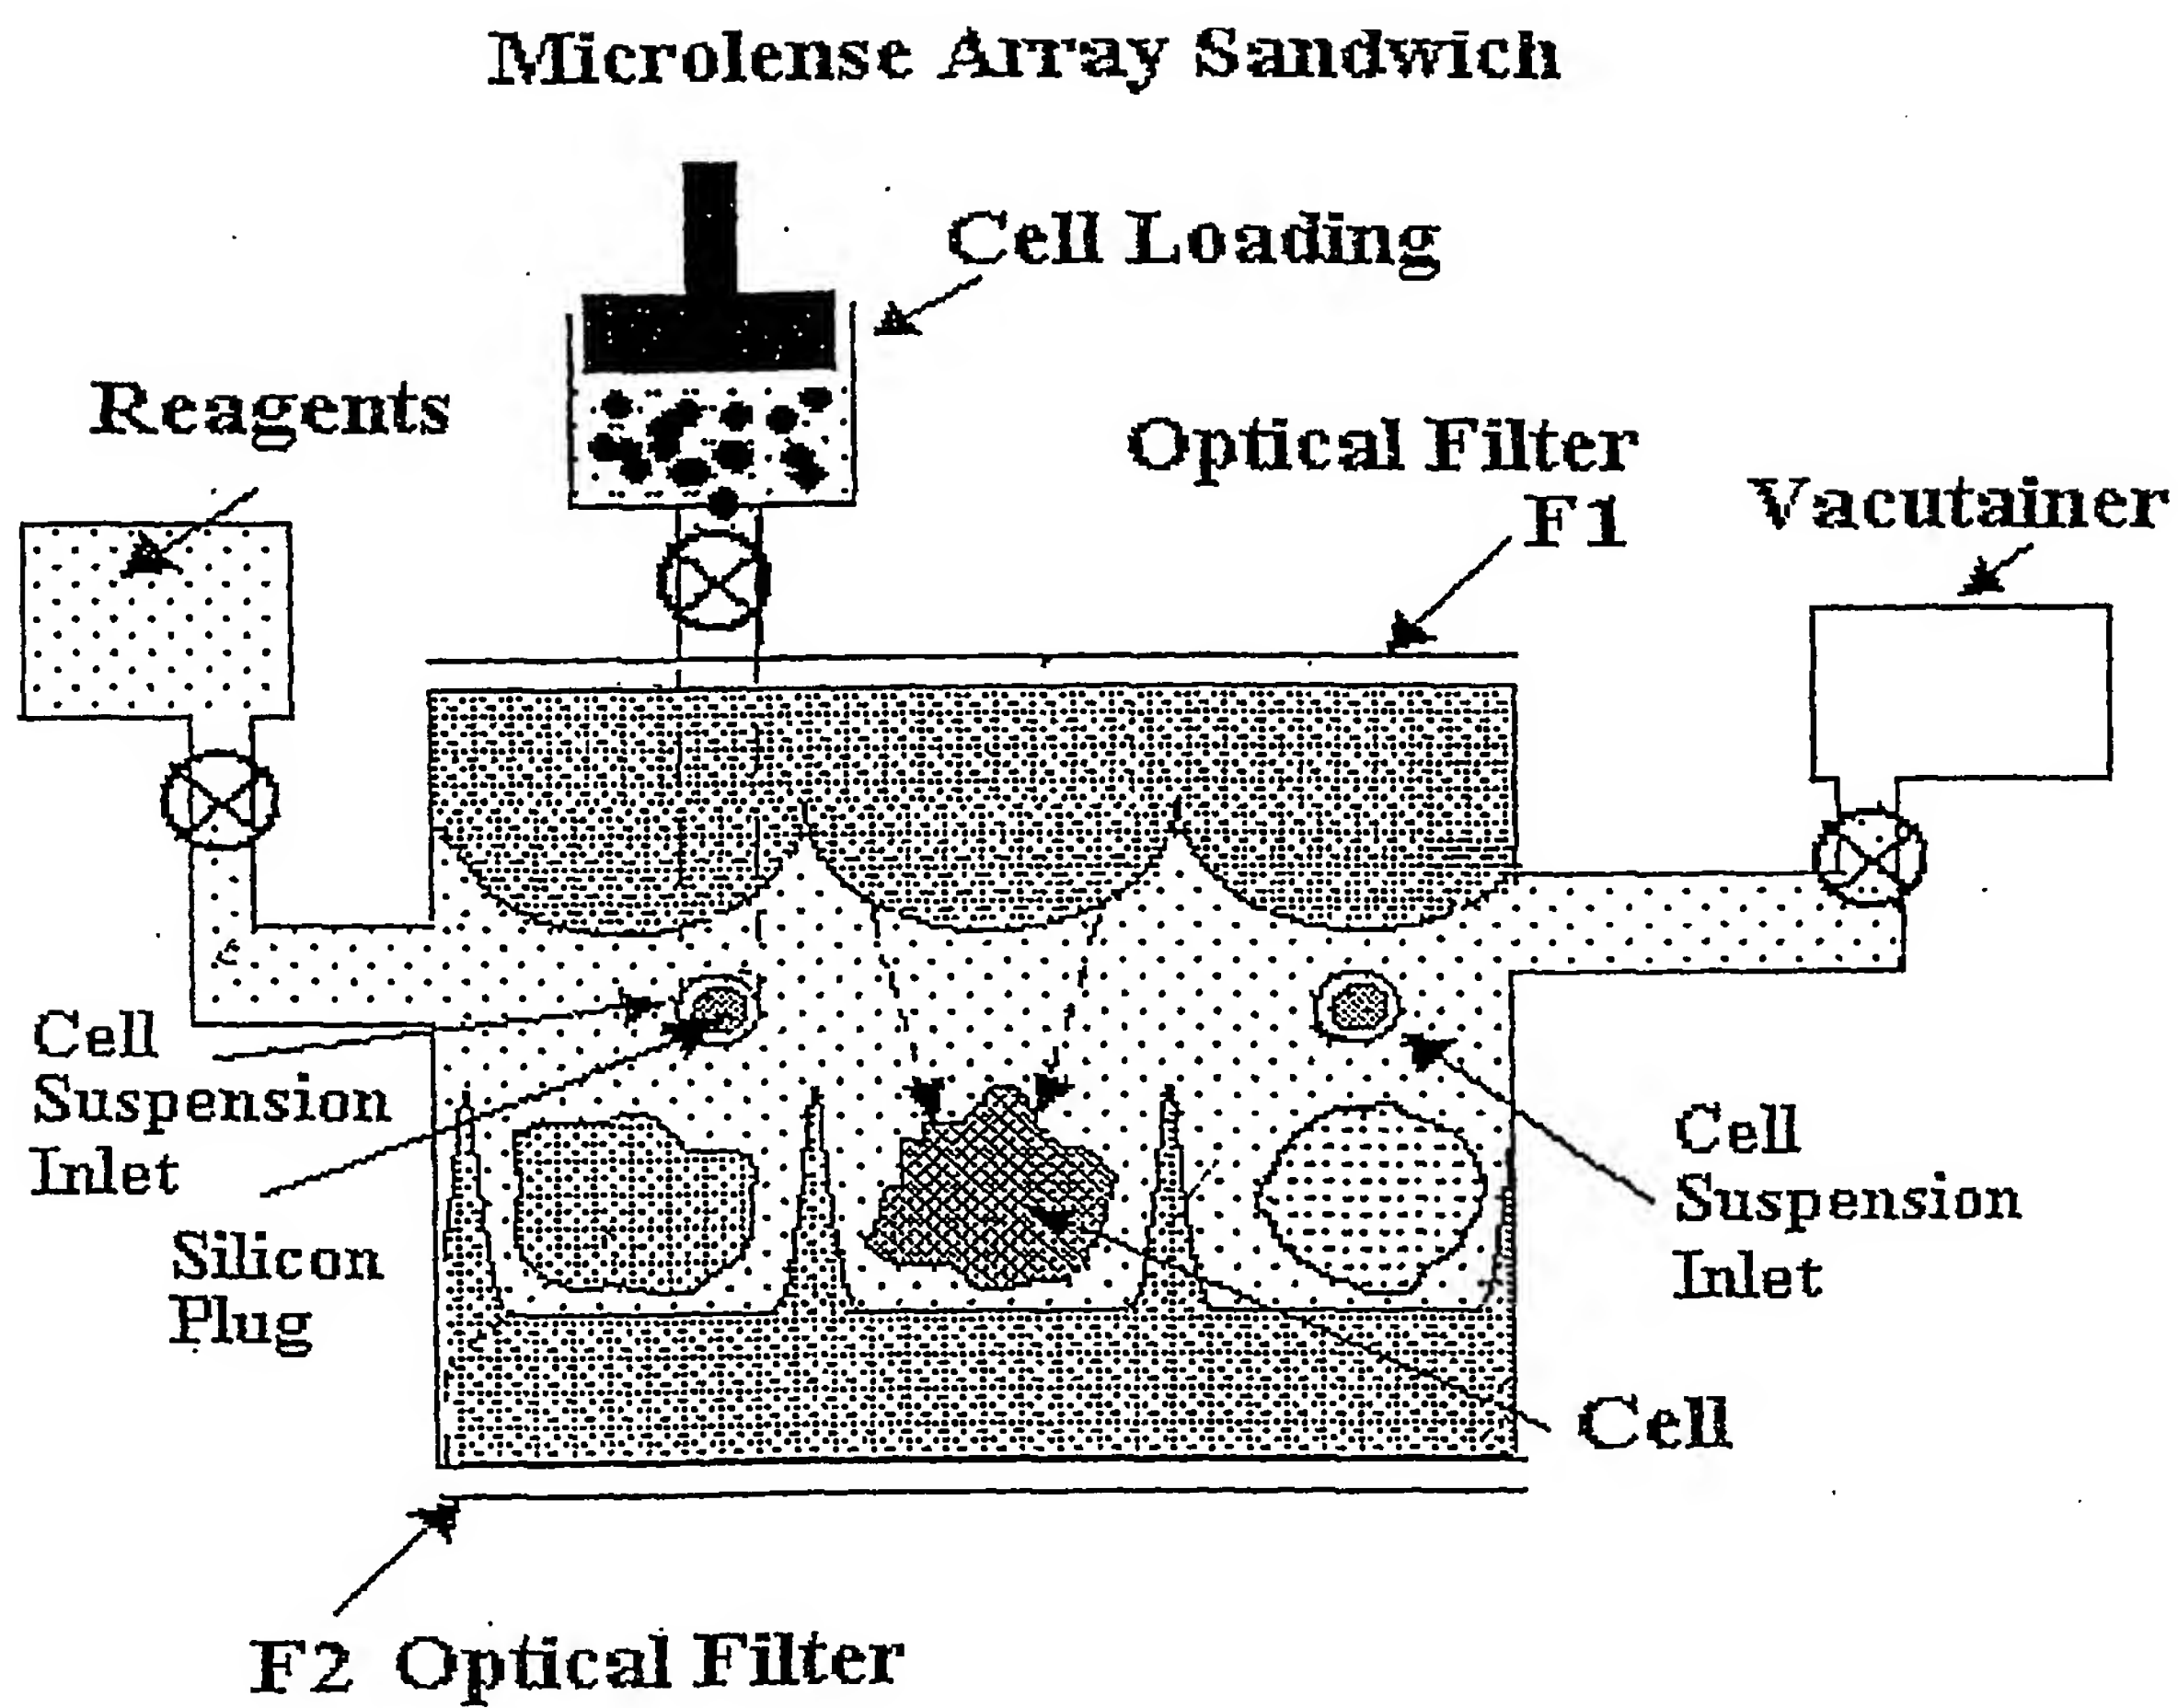 Microlense Array Sandwich
Cell Loading
Reagents
Optical Filter
F1
Vacutainer
Cell
Suspension
Inlet
Silicon
Plug
Cell
Suspension
Inlet
Cell
F2 Optical Filter